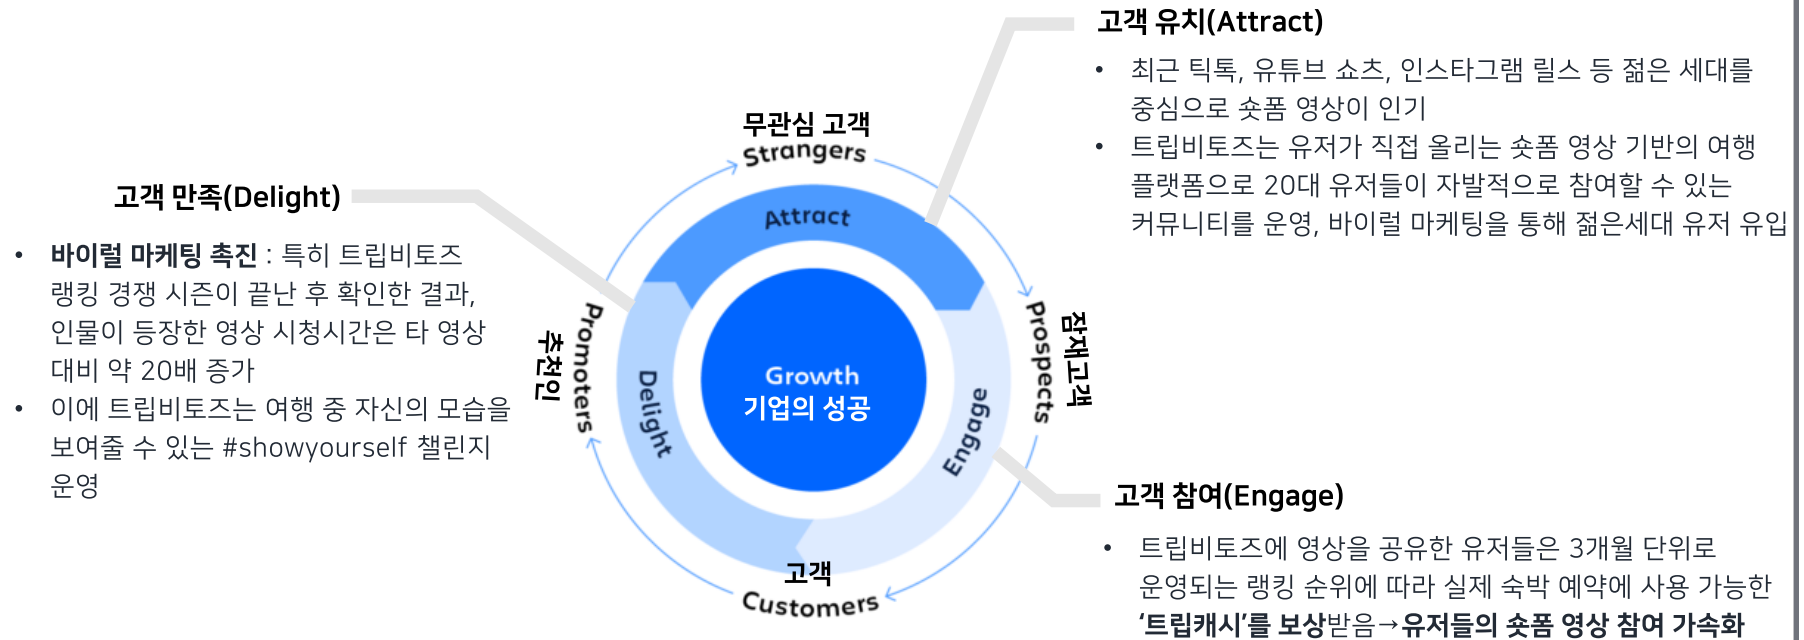 고객 유치(Attract)
• 최근 틱톡, 유튜브 쇼츠, 인스타그램 릴스 등 젊은 세대를
중심으로 숏폼 영상이 인기
• 트립비토즈는 유저가 직접 올리는 숏폼 영상 기반의 여행
플랫폼으로 20대 유저들이 자발적으로 참여할 수 있는
커뮤니티를 운영, 바이럴 마케팅을 통해 젊은세대 유저 유입
무관심 고객
Strangers
Attract
고객 만족(Delight)
• 바이럴 마케팅 촉진 : 특히 트립비토즈
랭킹 경쟁 시즌이 끝난 후 확인한 결과,
인물이 등장한 영상 시청시간은 타 영상
대비 약 20배 증가
• 이에 트립비토즈는 여행 중 자신의 모습을
보여줄 수 있는 #showyourself 챌린지
운영
추천인
Promoters
Delight
Growth
기업의 성공
Engage
Prospects
잠재고객
고객
Customers
고객 참여(Engage)
• 트립비토즈에 영상을 공유한 유저들은 3개월 단위로
운영되는 랭킹 순위에 따라 실제 숙박 예약에 사용 가능한
‘트립캐시’를 보상받음→유저들의 숏폼 영상 참여 가속화